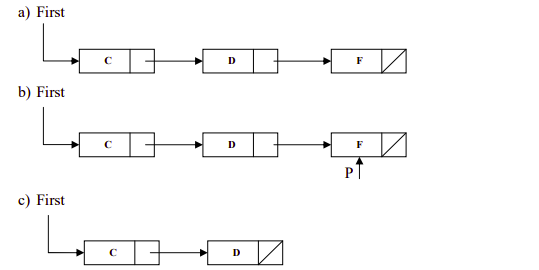 a) First
C D F
b) First
C D F
P
c) First
C D